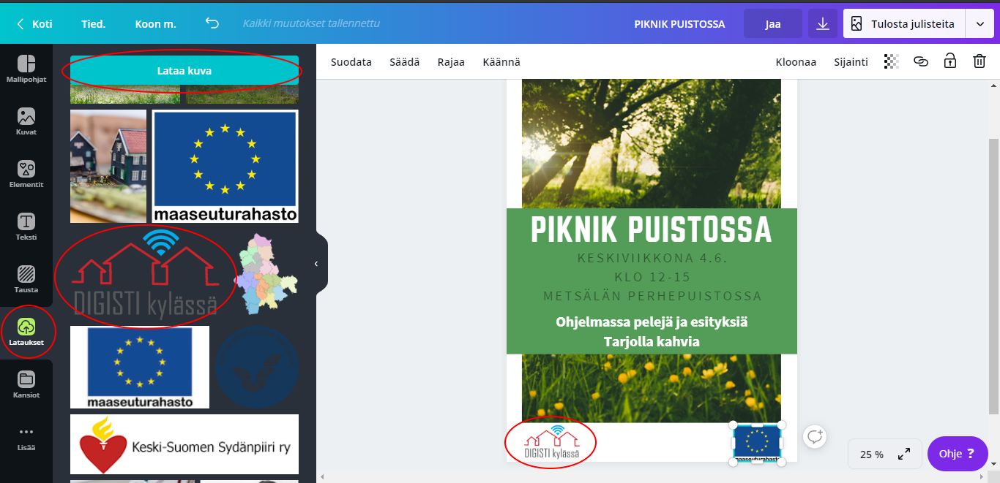 Koti
Tied.
Koon m.
Kaikki muutokset tallennettu
PIKNIK PUISTOSSA
Jaa
Tulosta julisteita
Mallipohjat
Kuvat
Elementit
Teksti
Tausta
Lataukset
Kansiot
Lisää
Lataa kuva
maaseuturahasto
DIGISTI kylässä
maaseuturahasto
Keski-Suomen Sydänpiiri ry
Suodata
Säädä
Rajaa
Käännä
Kloonaa
Sijainti
PIKNIK PUISTOSSA
KESKIVIIKKONA 4.6.
KLO 12-15
METSÄLÄN PERHEPUISTOSSA
Ohjelmassa pelejä ja esityksiä
Tarjolla kahvia
DIGISTI kylässä
maaseuturahasto
25 %
Ohje ?